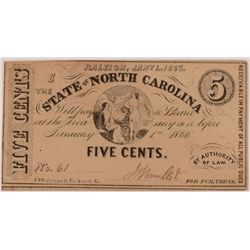 RALEIGH, JAN'Y 1, 1863.
C
THE
STATE OF NORTH CAROLINA
5
FIVE CENTS
Will pay to Bearer
at the Treasury on or before
January 1st 1866
FIVE CENTS.
No. 61
BY AUTHORITY
OF LAW.
FOR PUB. TREAS.
RECEIVABLE IN PAYMENT OF ALL PUBLIC DUES